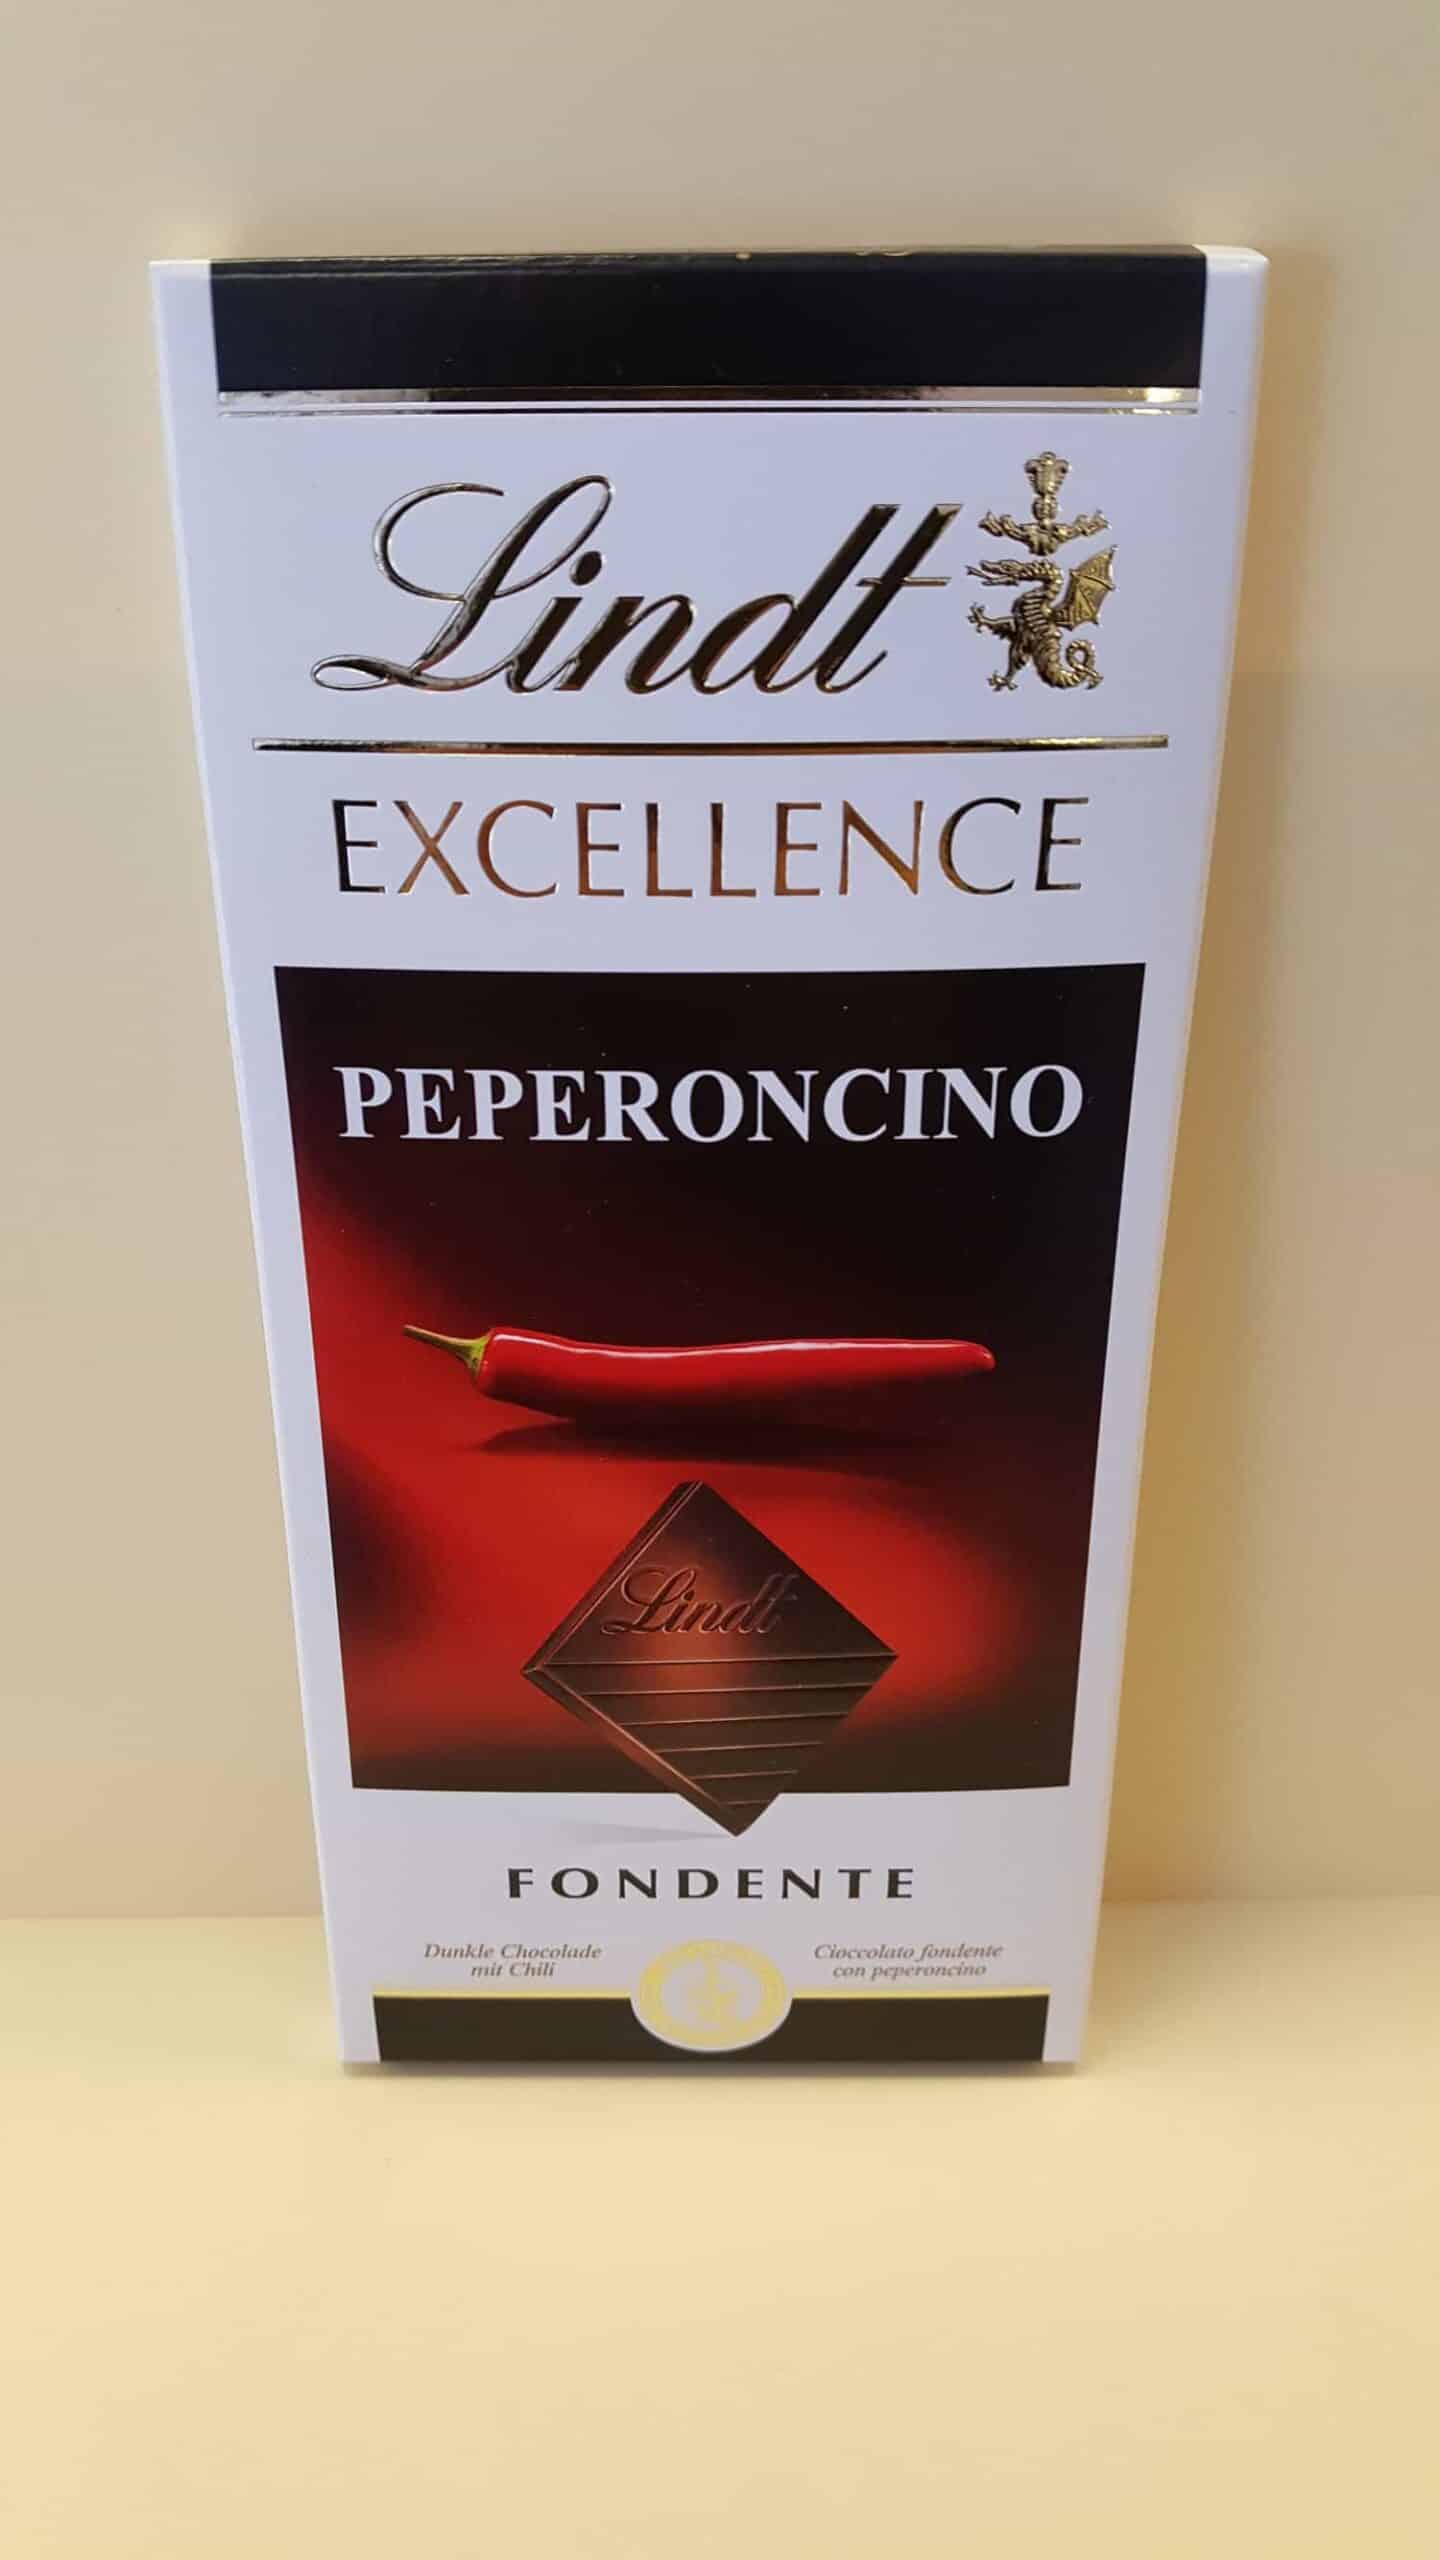 Lindt
EXCELLENCE
PEPERONCINO
Lindt
FONDENTE
Dunkle Chocolade
mit Chili
Cioccolato fondente
con peperoncino